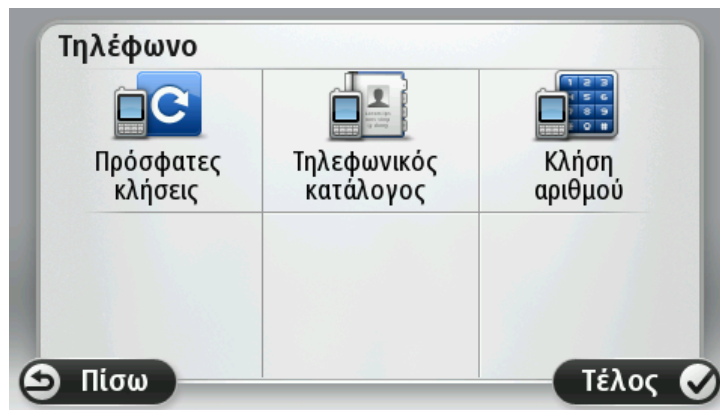 Τηλέφωνο
Πρόσφατες
κλήσεις
Τηλεφωνικός
κατάλογος
Κλήση
αριθμού
Πίσω
Τέλος